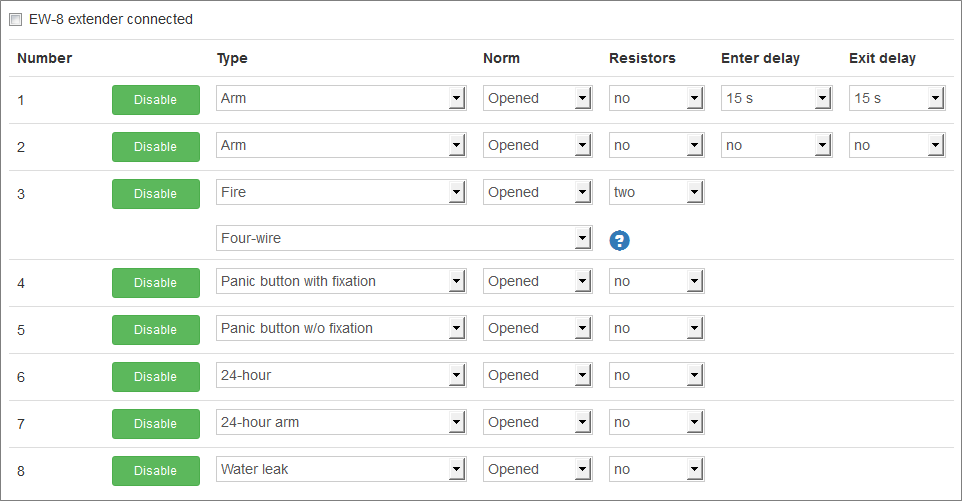 EW-8 extender connected
Number Type Norm Resistors Enter delay Exit delay
1 Disable Arm Opened no 15 s 15 s
2 Disable Arm Opened no no no
3 Disable Fire Opened two
Four-wire ?
4 Disable Panic button with fixation Opened no
5 Disable Panic button w/o fixation Opened no
6 Disable 24-hour Opened no
7 Disable 24-hour arm Opened no
8 Disable Water leak Opened no